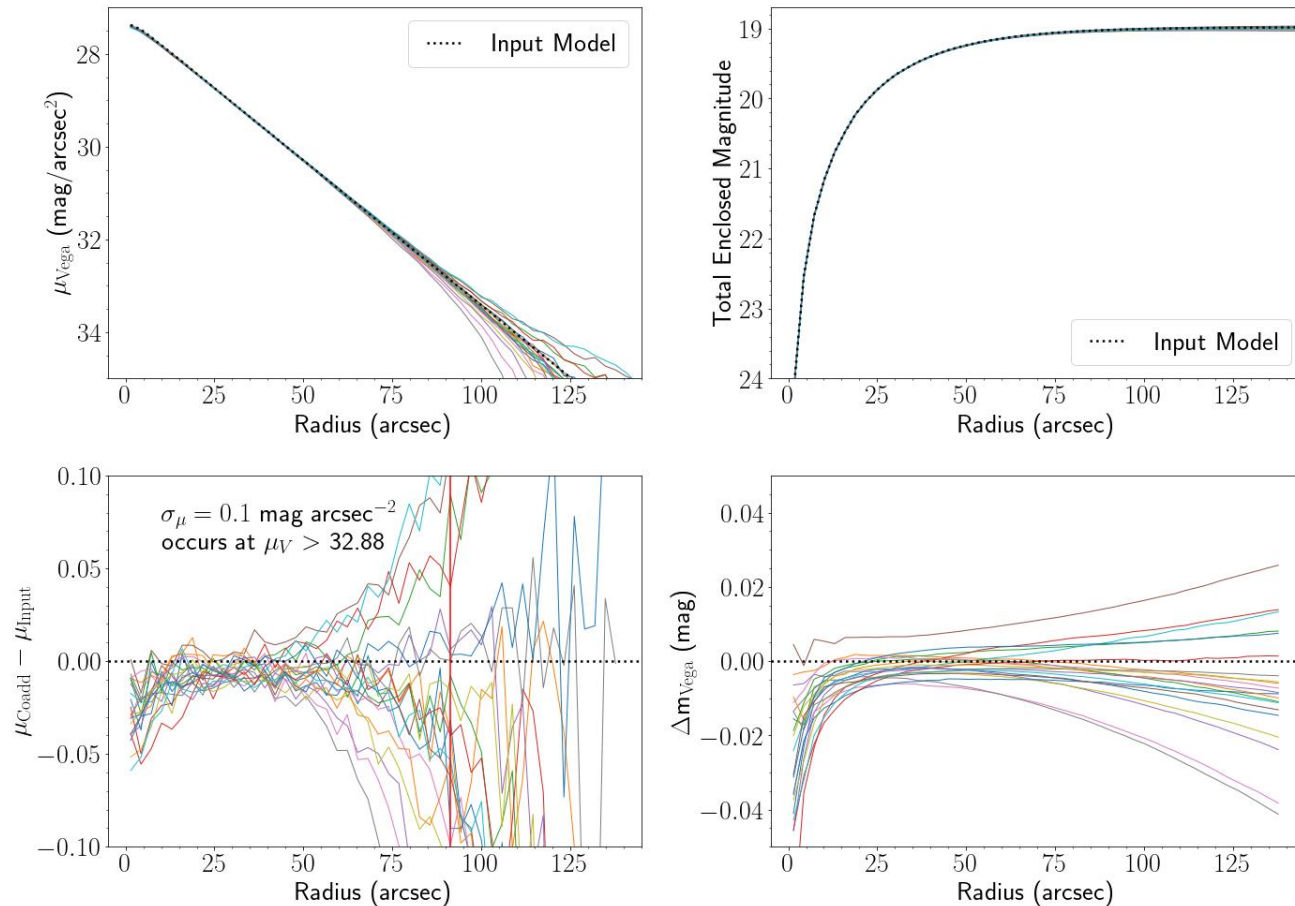 28
30
32
34
μVega (mag/arcsec²)
Input Model
0 25 50 75 100 125
Radius (arcsec)
19
20
21
22
23
24
Total Enclosed Magnitude
Input Model
0 25 50 75 100 125
Radius (arcsec)
0.10
0.05
0.00
−0.05
−0.10
μCoadd − μInput
σμ = 0.1 mag arcsec⁻²
occurs at μV > 32.88
0 25 50 75 100 125
Radius (arcsec)
0.04
0.02
0.00
−0.02
−0.04
ΔmVega (mag)
0 25 50 75 100 125
Radius (arcsec)